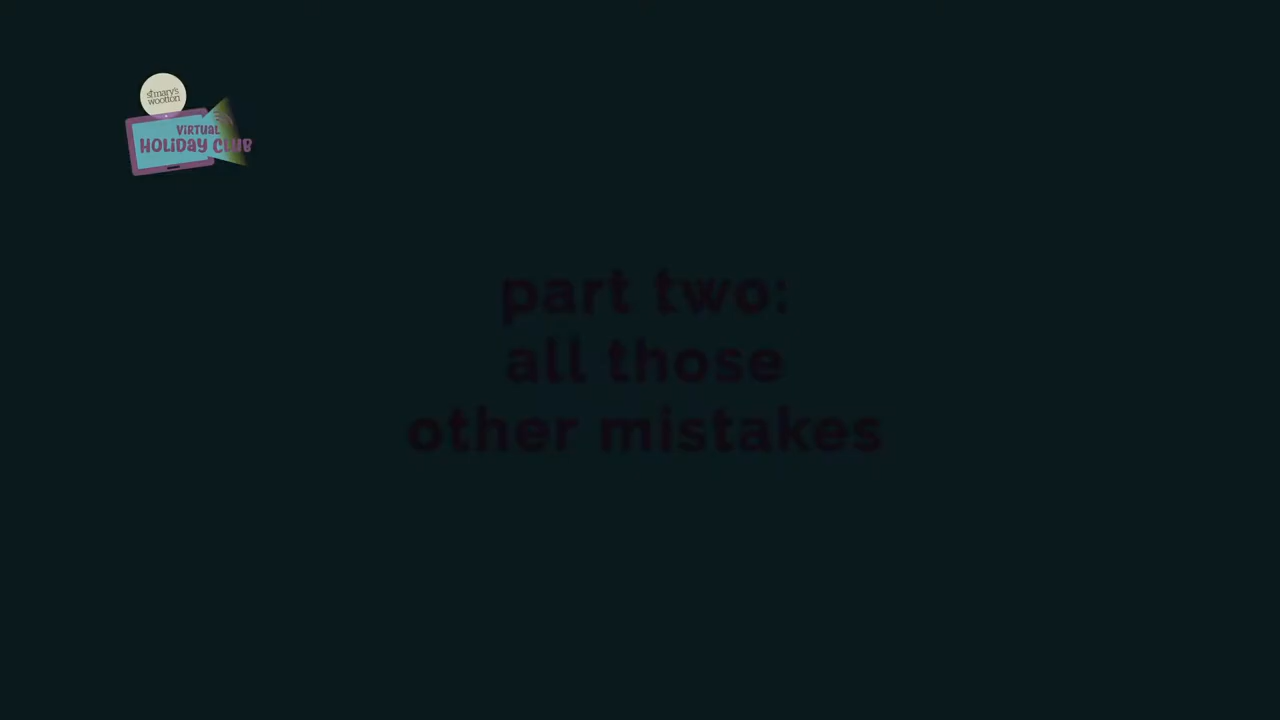 st mary's
wootton
ViRTUAL
HOLiDAY CLUB
part two:
all those
other mistakes